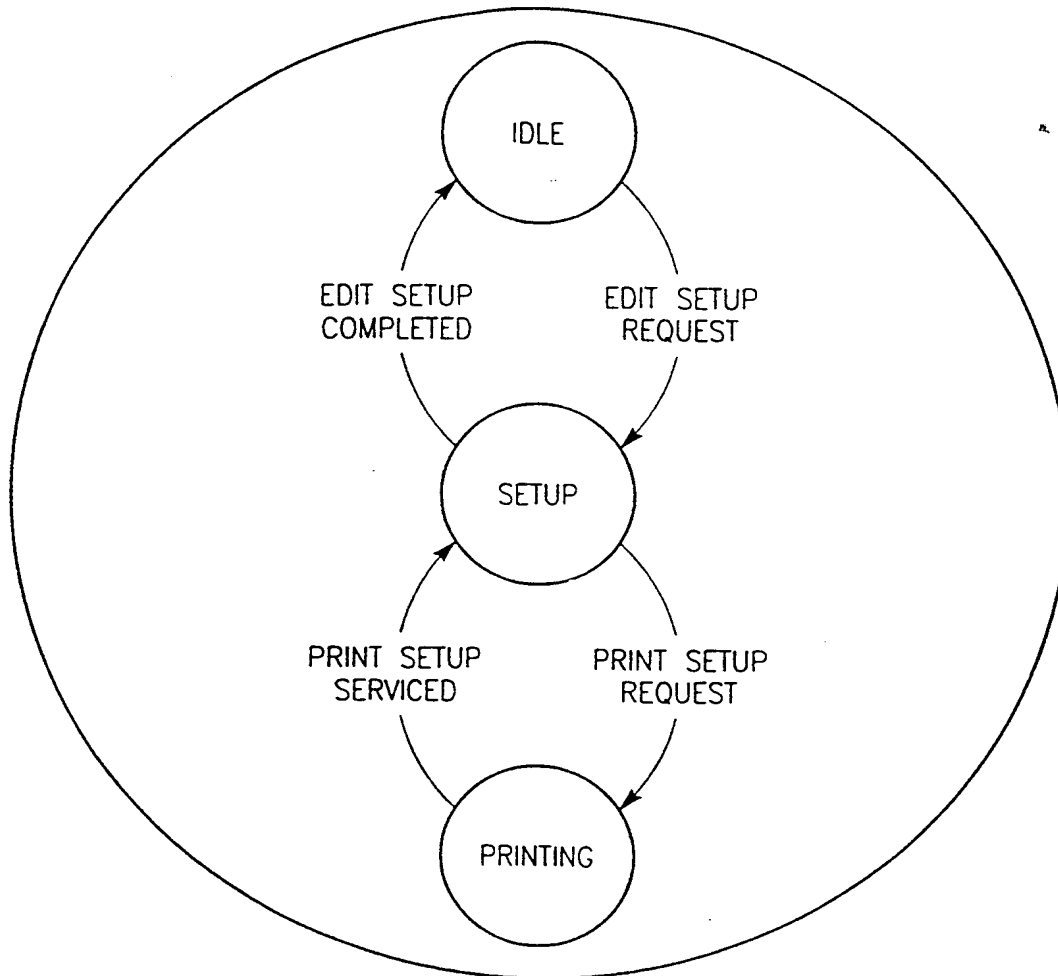 IDLE
EDIT SETUP
COMPLETED
EDIT SETUP
REQUEST
SETUP
PRINT SETUP
SERVICED
PRINT SETUP
REQUEST
PRINTING